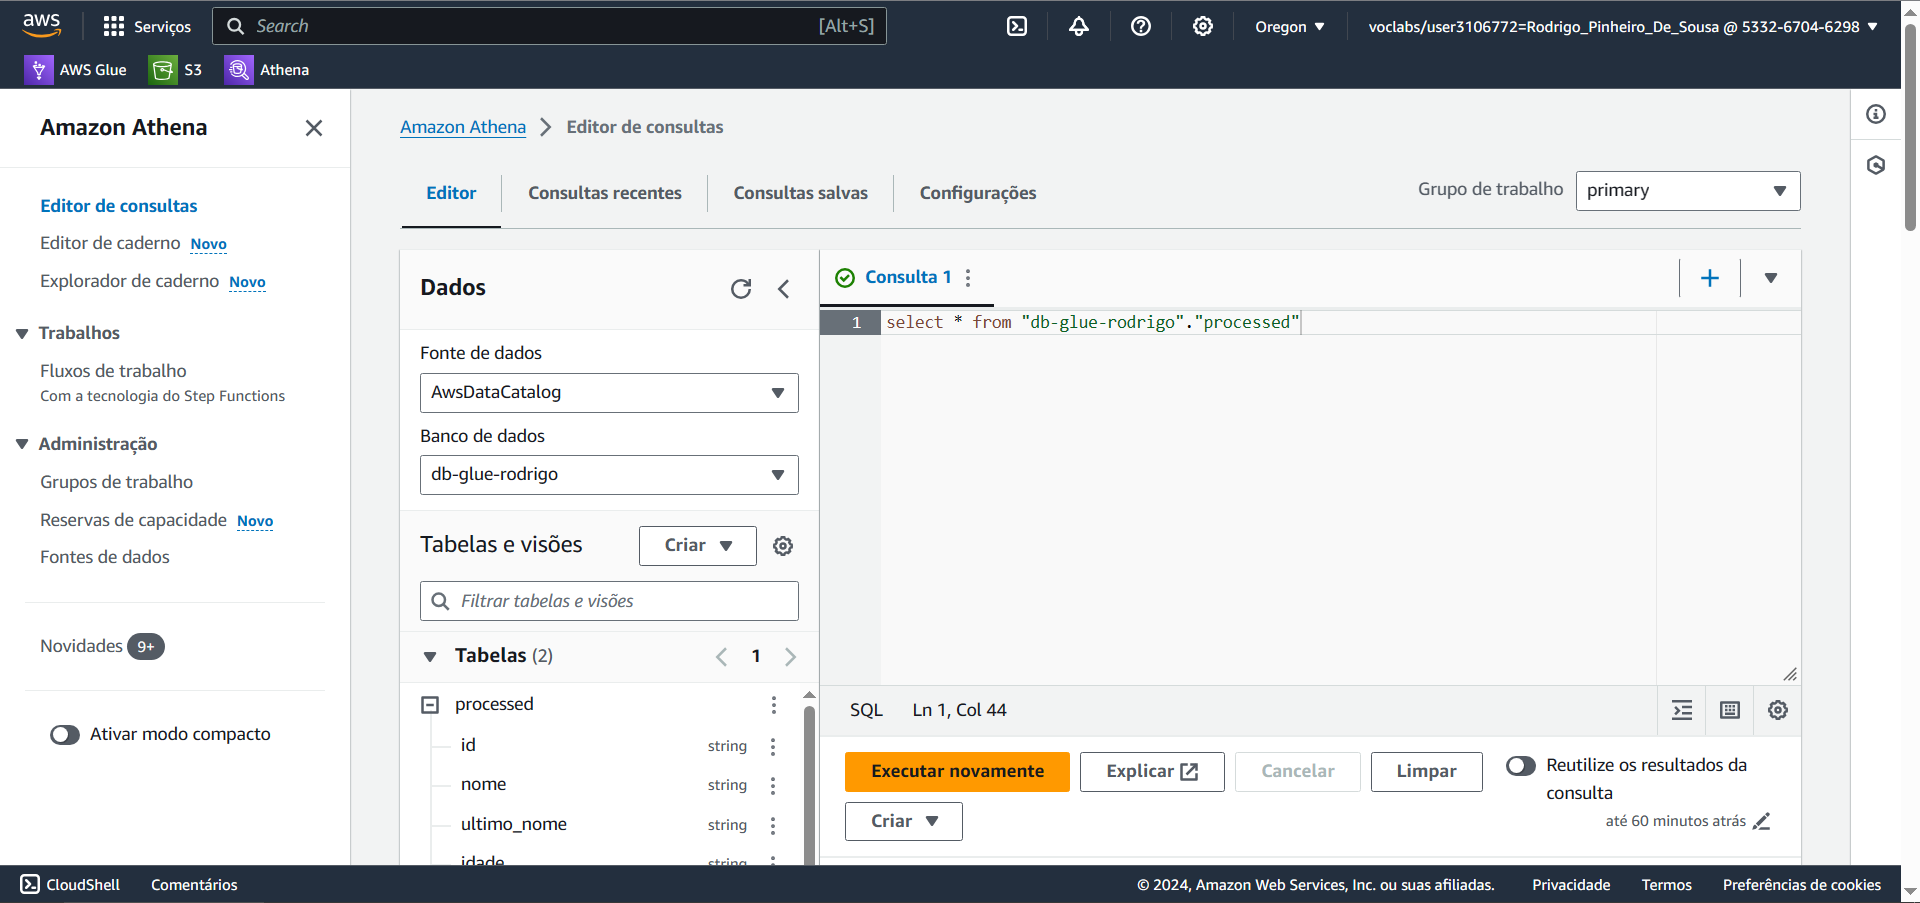 aws
Serviços
Search
[Alt+S]
Oregon
voclabs/user3106772=Rodrigo_Pinheiro_De_Sousa @ 5332-6704-6298
AWS Glue
S3
Athena
Amazon Athena
Editor de consultas
Editor de caderno Novo
Explorador de caderno Novo
Trabalhos
Fluxos de trabalho
Com a tecnologia do Step Functions
Administração
Grupos de trabalho
Reservas de capacidade Novo
Fontes de dados
Novidades 9+
Ativar modo compacto
Amazon Athena
Editor de consultas
Editor
Consultas recentes
Consultas salvas
Configurações
Grupo de trabalho
primary
Dados
Fonte de dados
AwsDataCatalog
Banco de dados
db-glue-rodrigo
Tabelas e visões
Criar
Filtrar tabelas e visões
Tabelas (2)
1
processed
id string
nome string
ultimo_nome string
idade string
Consulta 1
1 select * from "db-glue-rodrigo"."processed"
SQL
Ln 1, Col 44
Executar novamente
Explicar
Cancelar
Limpar
Reutilize os resultados da
consulta
até 60 minutos atrás
Criar
CloudShell
Comentários
© 2024, Amazon Web Services, Inc. ou suas afiliadas.
Privacidade
Termos
Preferências de cookies